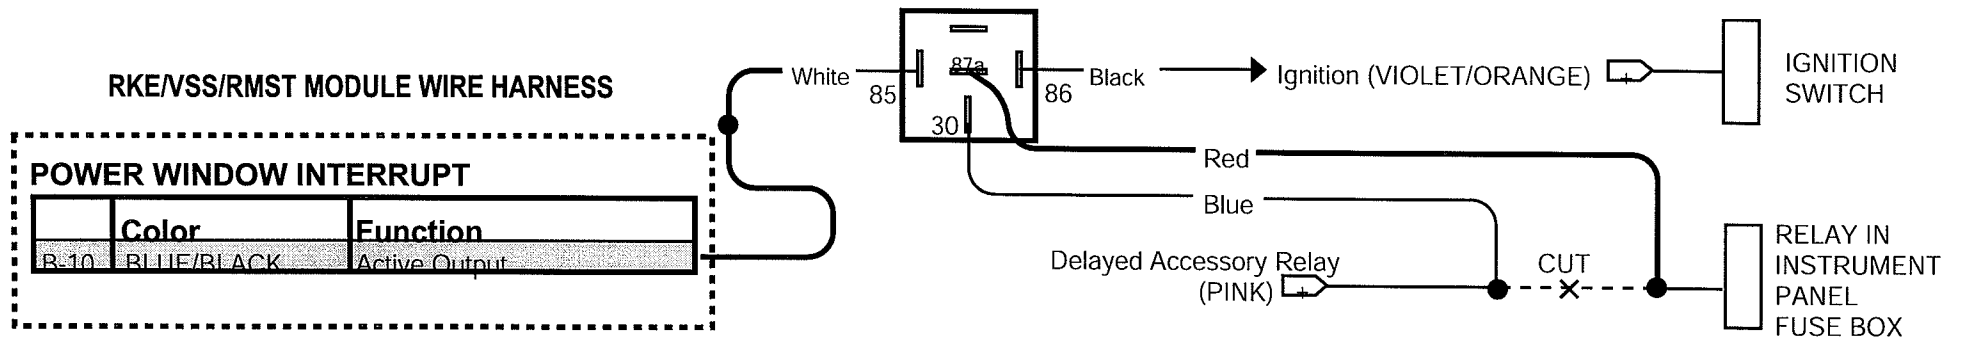 RKE/VSS/RMST MODULE WIRE HARNESS
POWER WINDOW INTERRUPT
Color Function
B-10 BLUE/BLACK Active Output
White
85
87a
30
86
Black
Ignition (VIOLET/ORANGE)
+
IGNITION
SWITCH
Red
Blue
Delayed Accessory Relay
(PINK)
+
CUT
RELAY IN
INSTRUMENT
PANEL
FUSE BOX